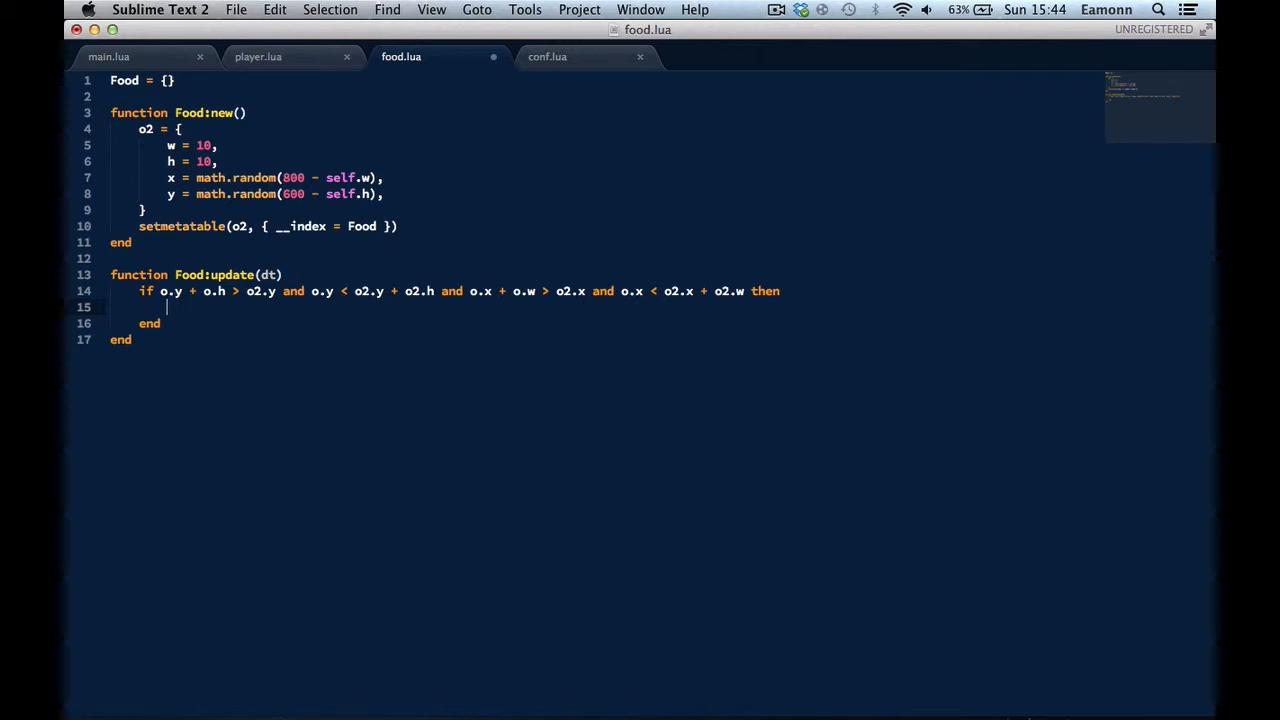 Sublime Text 2 File Edit Selection Find View Goto Tools Project Window Help 63% Sun 15:44 Eamonn
food.lua UNREGISTERED
main.lua player.lua food.lua conf.lua
1 Food = {}
2
3 function Food:new()
4 o2 = {
5 w = 10,
6 h = 10,
7 x = math.random(800 - self.w),
8 y = math.random(600 - self.h),
9 }
10 setmetatable(o2, { __index = Food })
11 end
12
13 function Food:update(dt)
14 if o.y + o.h > o2.y and o.y < o2.y + o2.h and o.x + o.w > o2.x and o.x < o2.x + o2.w then
15
16 end
17 end